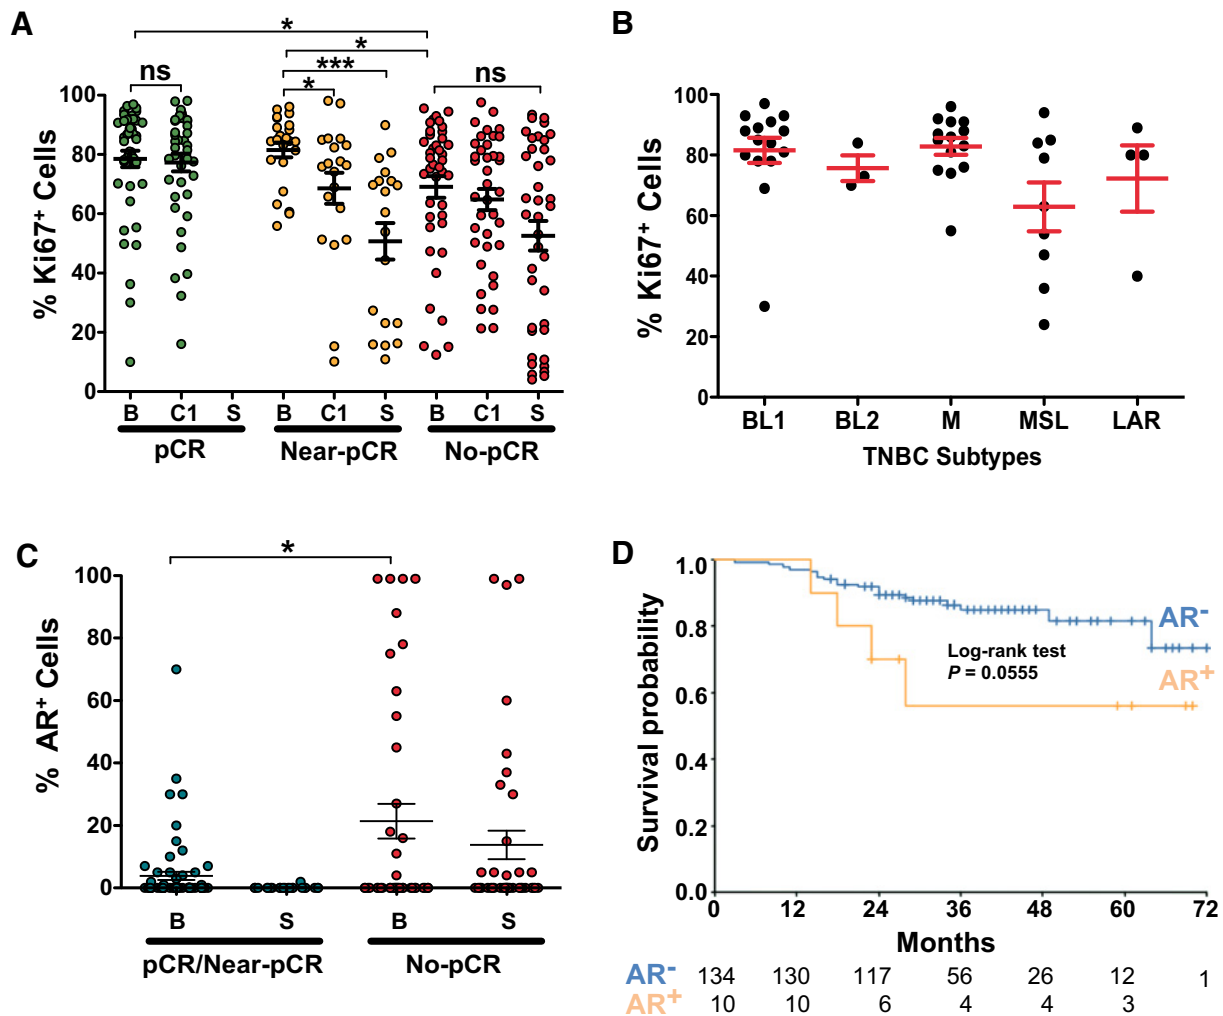 A
*
*
***
*
ns
ns
% Ki67+ Cells
100
80
60
40
20
0
B C1 S B C1 S B C1 S
pCR Near-pCR No-pCR
B
% Ki67+ Cells
100
80
60
40
20
0
BL1 BL2 M MSL LAR
TNBC Subtypes
C
*
% AR+ Cells
100
80
60
40
20
0
B S B S
pCR/Near-pCR No-pCR
D
Survival probability
1.0
0.8
0.6
0.4
0.2
0.0
AR-
Log-rank test
P = 0.0555
AR+
0 12 24 36 48 60 72
Months
AR- 134 130 117 56 26 12 1
AR+ 10 10 6 4 4 3